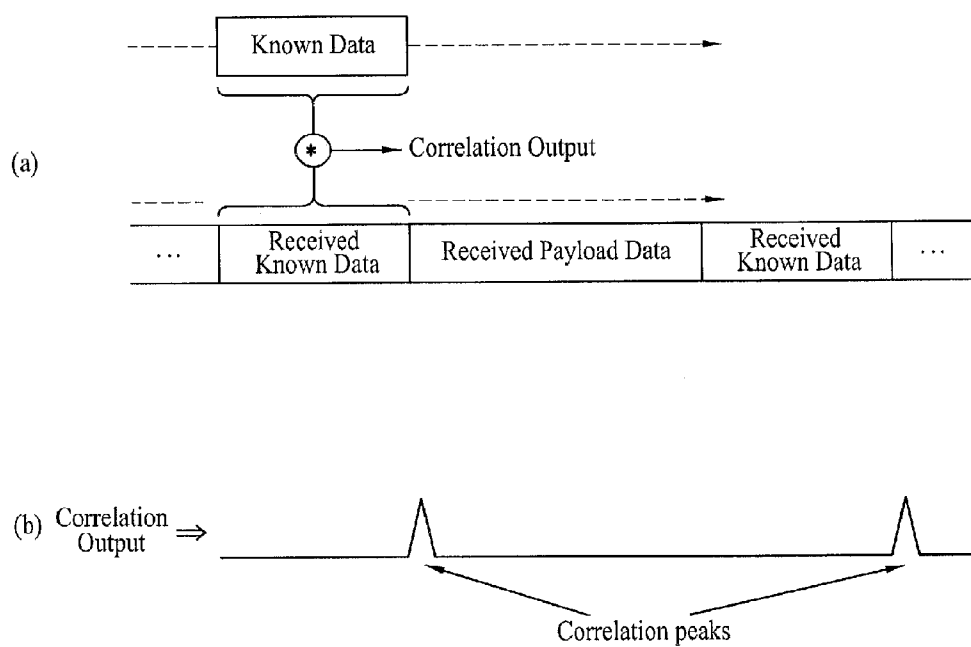 Known Data
*
Correlation Output
(a)
... Received Known Data Received Payload Data Received Known Data ...
(b) Correlation Output ⇒
Correlation peaks